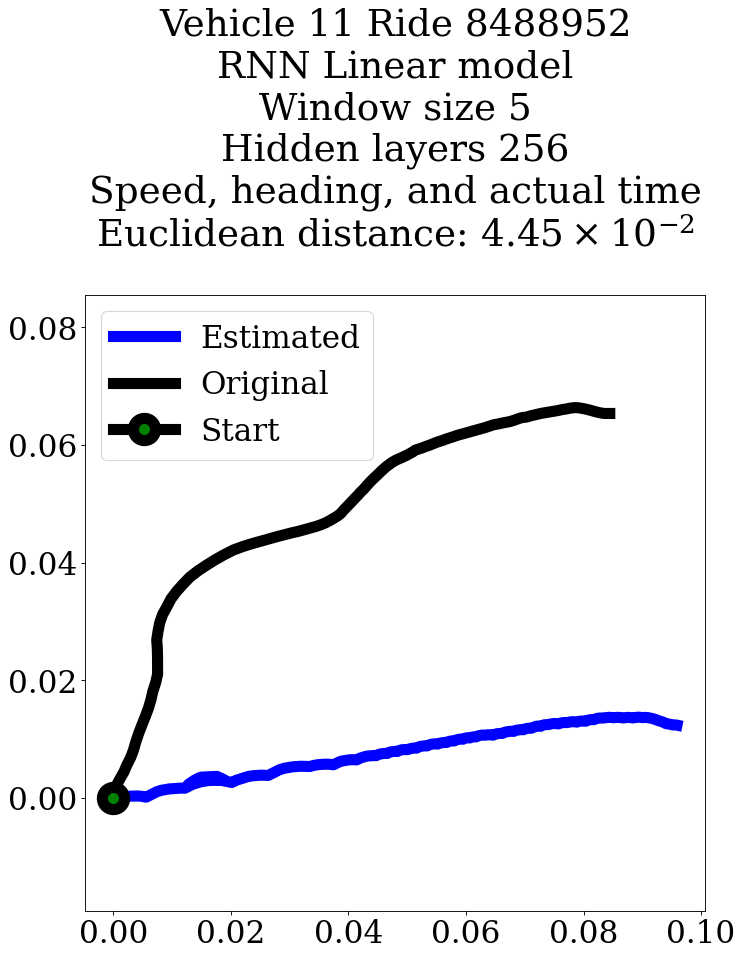 Vehicle 11 Ride 8488952
RNN Linear model
Window size 5
Hidden layers 256
Speed, heading, and actual time
Euclidean distance: 4.45 × 10⁻²
Estimated
Original
Start
0.08
0.06
0.04
0.02
0.00
0.00 0.02 0.04 0.06 0.08 0.10